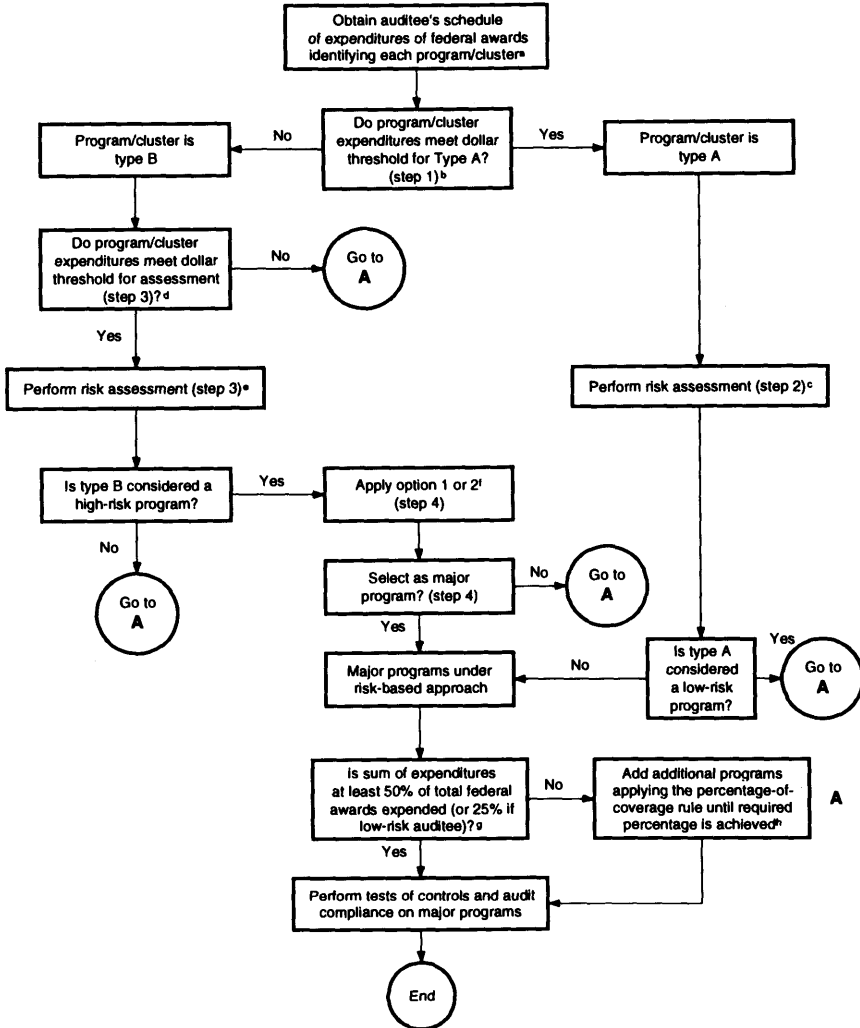 Obtain auditee's schedule
of expenditures of federal awards
identifying each program/clusterᵃ
Program/cluster is
type B
No
Do program/cluster
expenditures meet dollar
threshold for Type A?
(step 1)ᵇ
Yes
Program/cluster is
type A
Do program/cluster
expenditures meet dollar
threshold for assessment
(step 3)?ᵈ
No
Go to
A
Yes
Perform risk assessment (step 3)ᵉ
Perform risk assessment (step 2)ᶜ
Is type B considered a
high-risk program?
Yes
Apply option 1 or 2ᶠ
(step 4)
No
Go to
A
Select as major
program? (step 4)
No
Go to
A
Yes
Major programs under
risk-based approach
No
Is type A
considered
a low-risk
program?
Yes
Go to
A
Is sum of expenditures
at least 50% of total federal
awards expended (or 25% if
low-risk auditee)?ᵍ
No
Add additional programs
applying the percentage-of-
coverage rule until required
percentage is achievedʰ
A
Yes
Perform tests of controls and audit
compliance on major programs
End